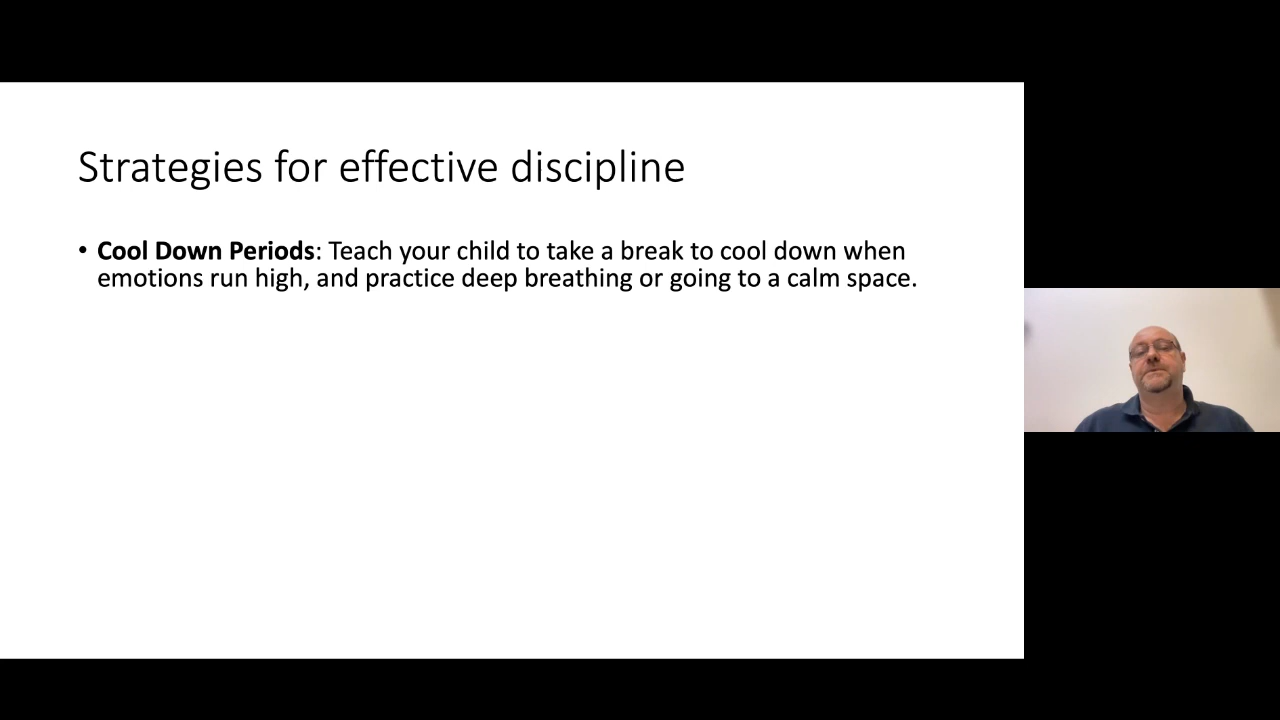 Strategies for effective discipline
• Cool Down Periods: Teach your child to take a break to cool down when
emotions run high, and practice deep breathing or going to a calm space.